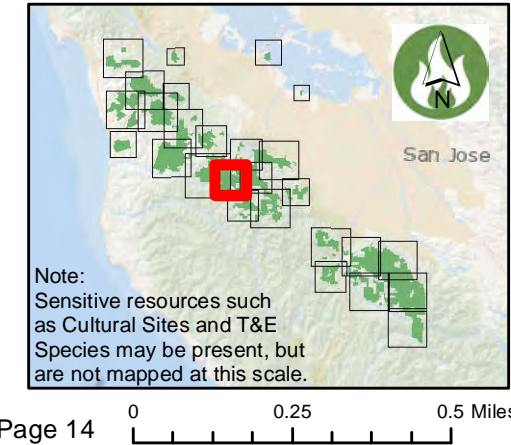 N
San Jose
Note:
Sensitive resources such
as Cultural Sites and T&E
Species may be present, but
are not mapped at this scale.
Page 14
0 0.25 0.5 Miles